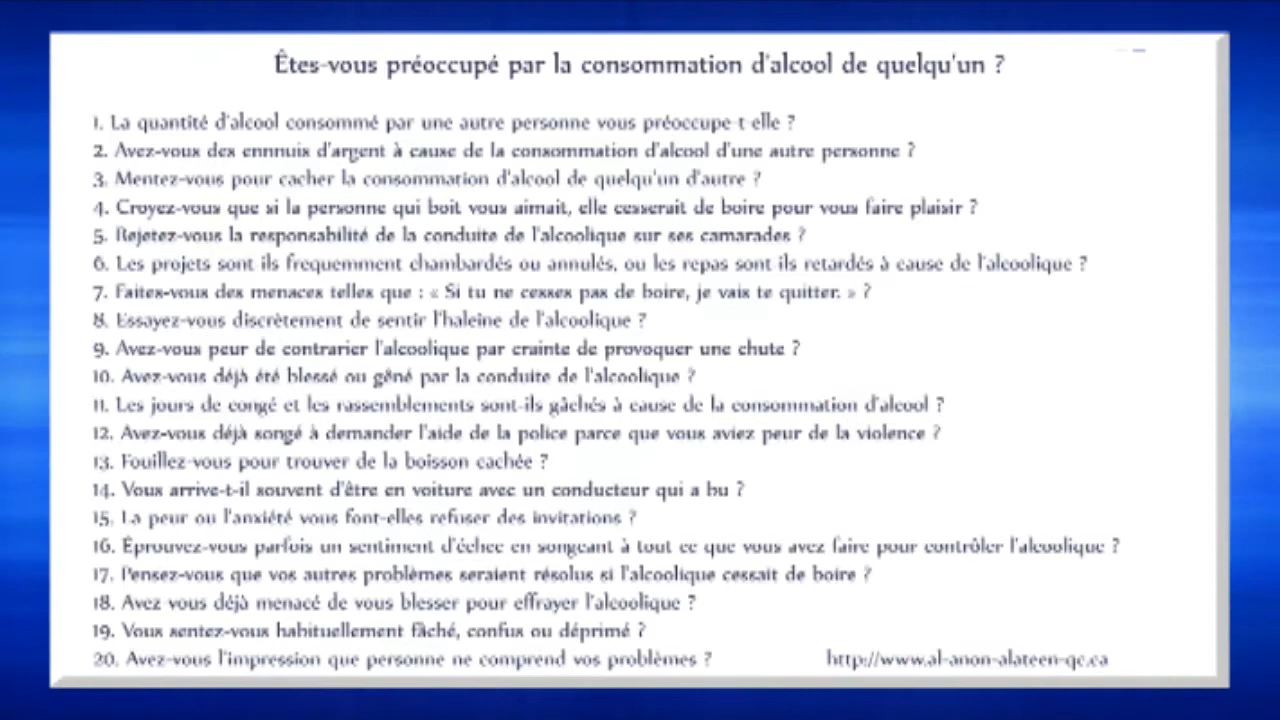 Êtes-vous préoccupé par la consommation d'alcool de quelqu'un ?
1. La quantité d'alcool consommé par une autre personne vous préoccupe-t-elle ?
2. Avez-vous des ennnuis d'argent à cause de la consommation d'alcool d'une autre personne ?
3. Mentez-vous pour cacher la consommation d'alcool de quelqu'un d'autre ?
4. Croyez-vous que si la personne qui boit vous aimait, elle cesserait de boire pour vous faire plaisir ?
5. Rejetez-vous la responsabilité de la conduite de l'alcoolique sur ses camarades ?
6. Les projets sont ils frequemment chambardés ou annulés, ou les repas sont ils retardés à cause de l'alcoolique ?
7. Faites-vous des menaces telles que : « Si tu ne cesses pas de boire, je vais te quitter. » ?
8. Essayez-vous discrètement de sentir l'haleine de l'alcoolique ?
9. Avez-vous peur de contrarier l'alcoolique par crainte de provoquer une chute ?
10. Avez-vous déjà été blessé ou gêné par la conduite de l'alcoolique ?
11. Les jours de congé et les rassemblements sont-ils gâchés à cause de la consommation d'alcool ?
12. Avez-vous déjà songé à demander l'aide de la police parce que vous aviez peur de la violence ?
13. Fouillez-vous pour trouver de la boisson cachée ?
14. Vous arrive-t-il souvent d'être en voiture avec un conducteur qui a bu ?
15. La peur ou l'anxiété vous font-elles refuser des invitations ?
16. Éprouvez-vous parfois un sentiment d'échec en songeant à tout ce que vous avez faire pour contrôler l'alcoolique ?
17. Pensez-vous que vos autres problèmes seraient résolus si l'alcoolique cessait de boire ?
18. Avez vous déjà menacé de vous blesser pour effrayer l'alcoolique ?
19. Vous sentez-vous habituellement fâché, confus ou déprimé ?
20. Avez-vous l'impression que personne ne comprend vos problèmes ? http://www.al-anon-alateen-qc.ca